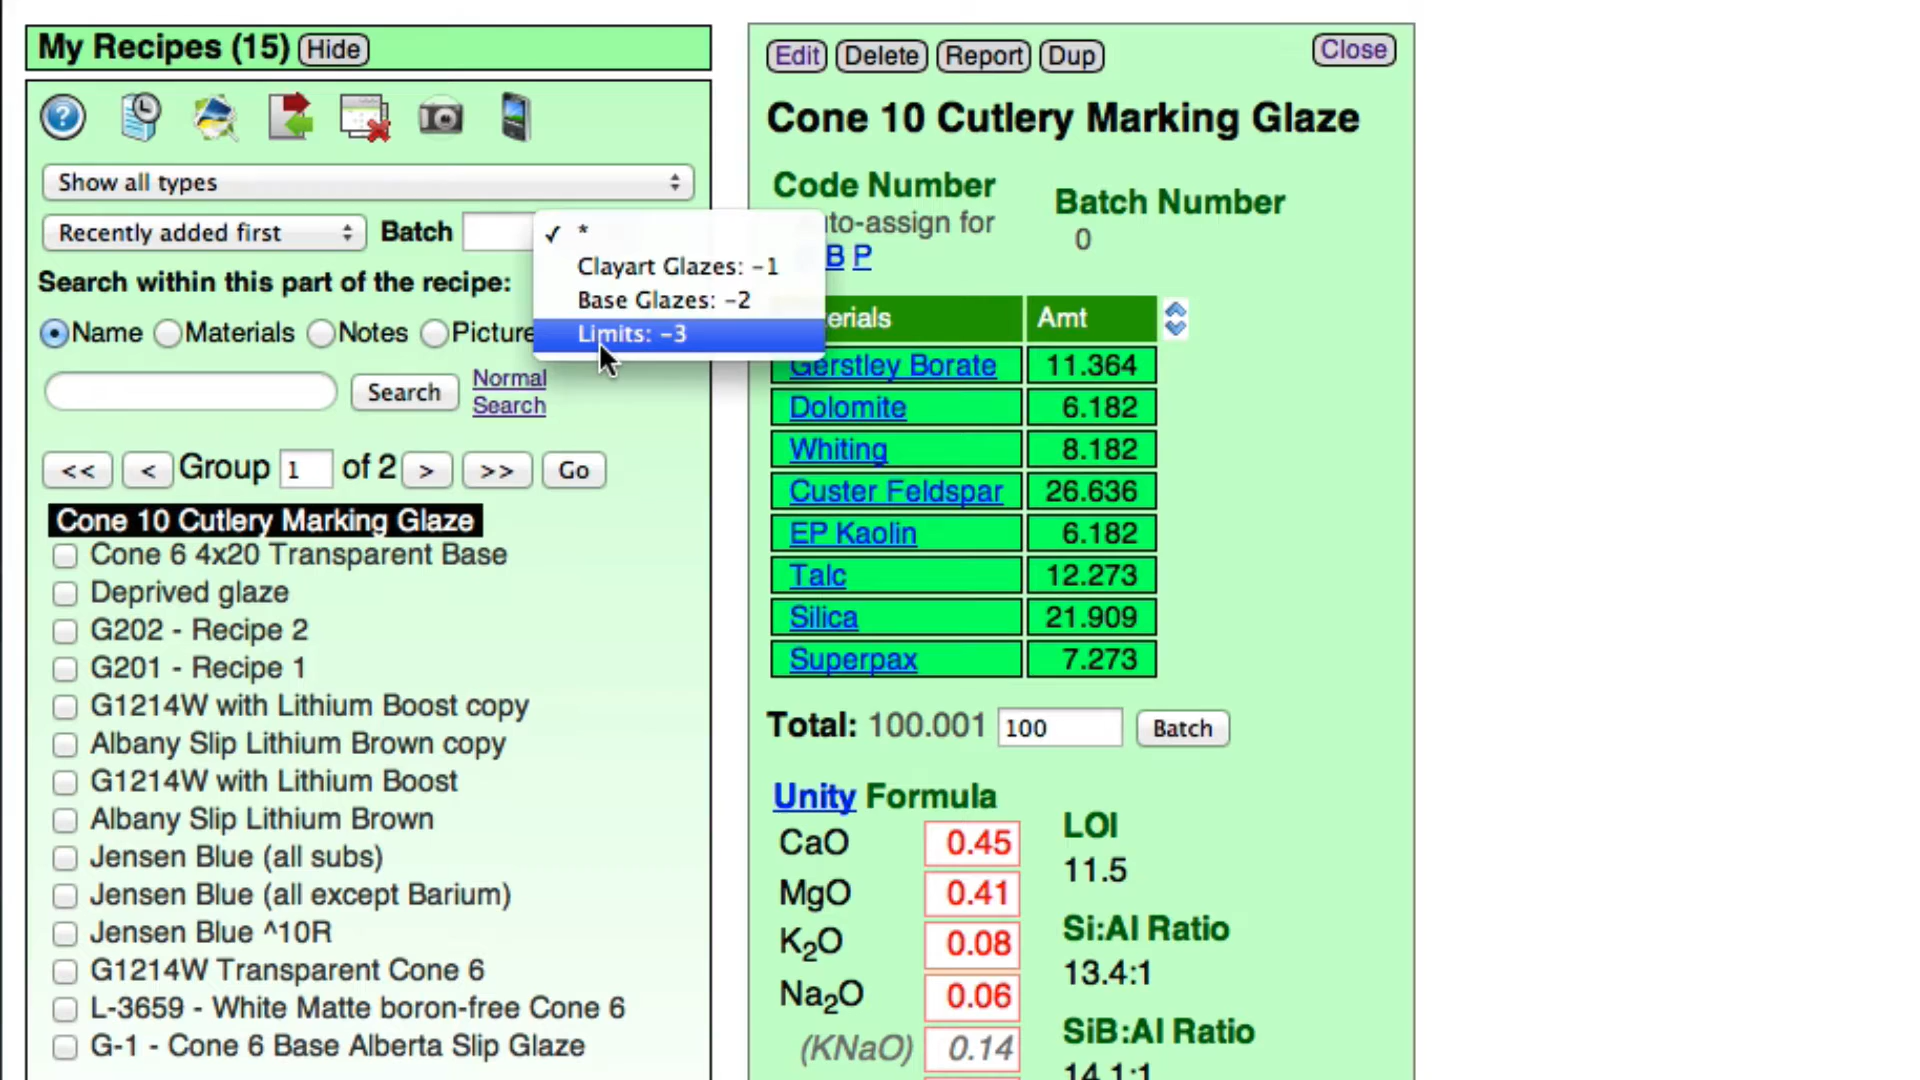 My Recipes (15) Hide
Show all types
Recently added first Batch
✓ *
Clayart Glazes: -1
Base Glazes: -2
Limits: -3
Search within this part of the recipe:
Name Materials Notes Picture
Search Normal Search
<< < Group 1 of 2 > >> Go
Cone 10 Cutlery Marking Glaze
Cone 6 4x20 Transparent Base
Deprived glaze
G202 - Recipe 2
G201 - Recipe 1
G1214W with Lithium Boost copy
Albany Slip Lithium Brown copy
G1214W with Lithium Boost
Albany Slip Lithium Brown
Jensen Blue (all subs)
Jensen Blue (all except Barium)
Jensen Blue ^10R
G1214W Transparent Cone 6
L-3659 - White Matte boron-free Cone 6
G-1 - Cone 6 Base Alberta Slip Glaze
Edit Delete Report Dup Close
Cone 10 Cutlery Marking Glaze
Code Number
uto-assign for
B P
Batch Number
0
erials Amt
Gerstley Borate 11.364
Dolomite 6.182
Whiting 8.182
Custer Feldspar 26.636
EP Kaolin 6.182
Talc 12.273
Silica 21.909
Superpax 7.273
Total: 100.001 100 Batch
Unity Formula
CaO 0.45
MgO 0.41
K2O 0.08
Na2O 0.06
(KNaO) 0.14
LOI
11.5
Si:Al Ratio
13.4:1
SiB:Al Ratio
14.1:1